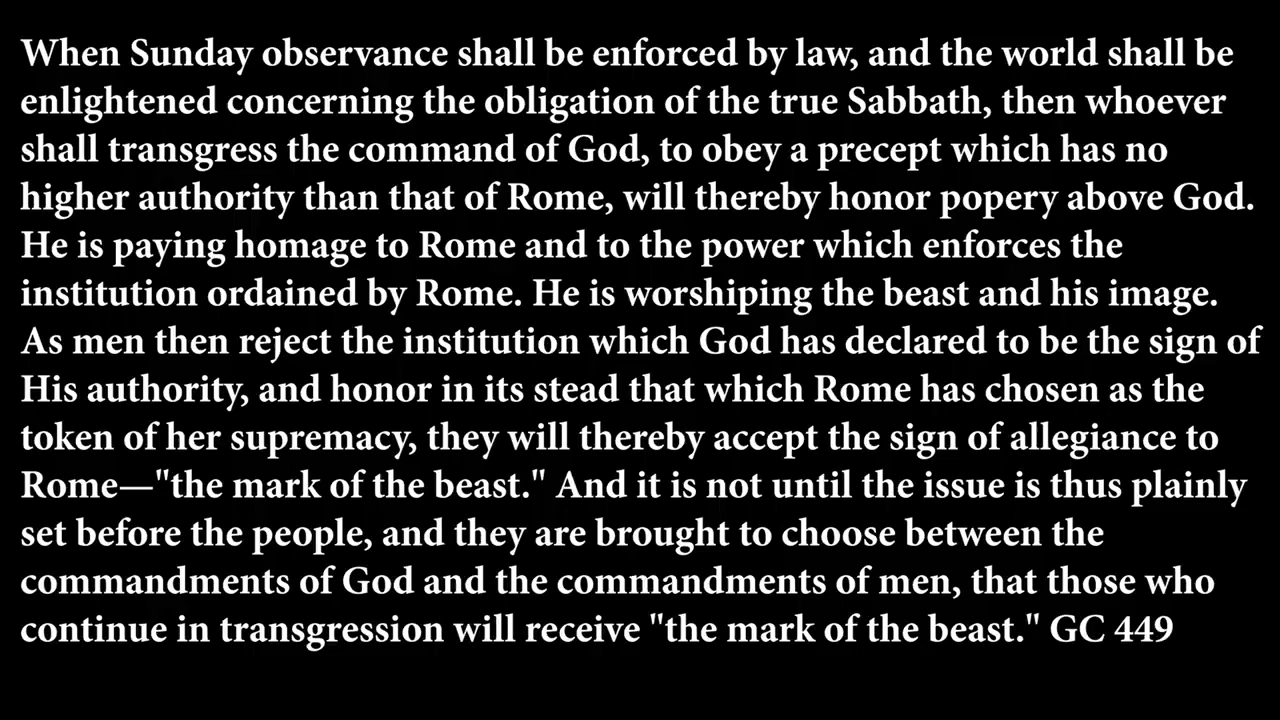 When Sunday observance shall be enforced by law, and the world shall be
enlightened concerning the obligation of the true Sabbath, then whoever
shall transgress the command of God, to obey a precept which has no
higher authority than that of Rome, will thereby honor popery above God.
He is paying homage to Rome and to the power which enforces the
institution ordained by Rome. He is worshiping the beast and his image.
As men then reject the institution which God has declared to be the sign of
His authority, and honor in its stead that which Rome has chosen as the
token of her supremacy, they will thereby accept the sign of allegiance to
Rome—"the mark of the beast." And it is not until the issue is thus plainly
set before the people, and they are brought to choose between the
commandments of God and the commandments of men, that those who
continue in transgression will receive "the mark of the beast." GC 449